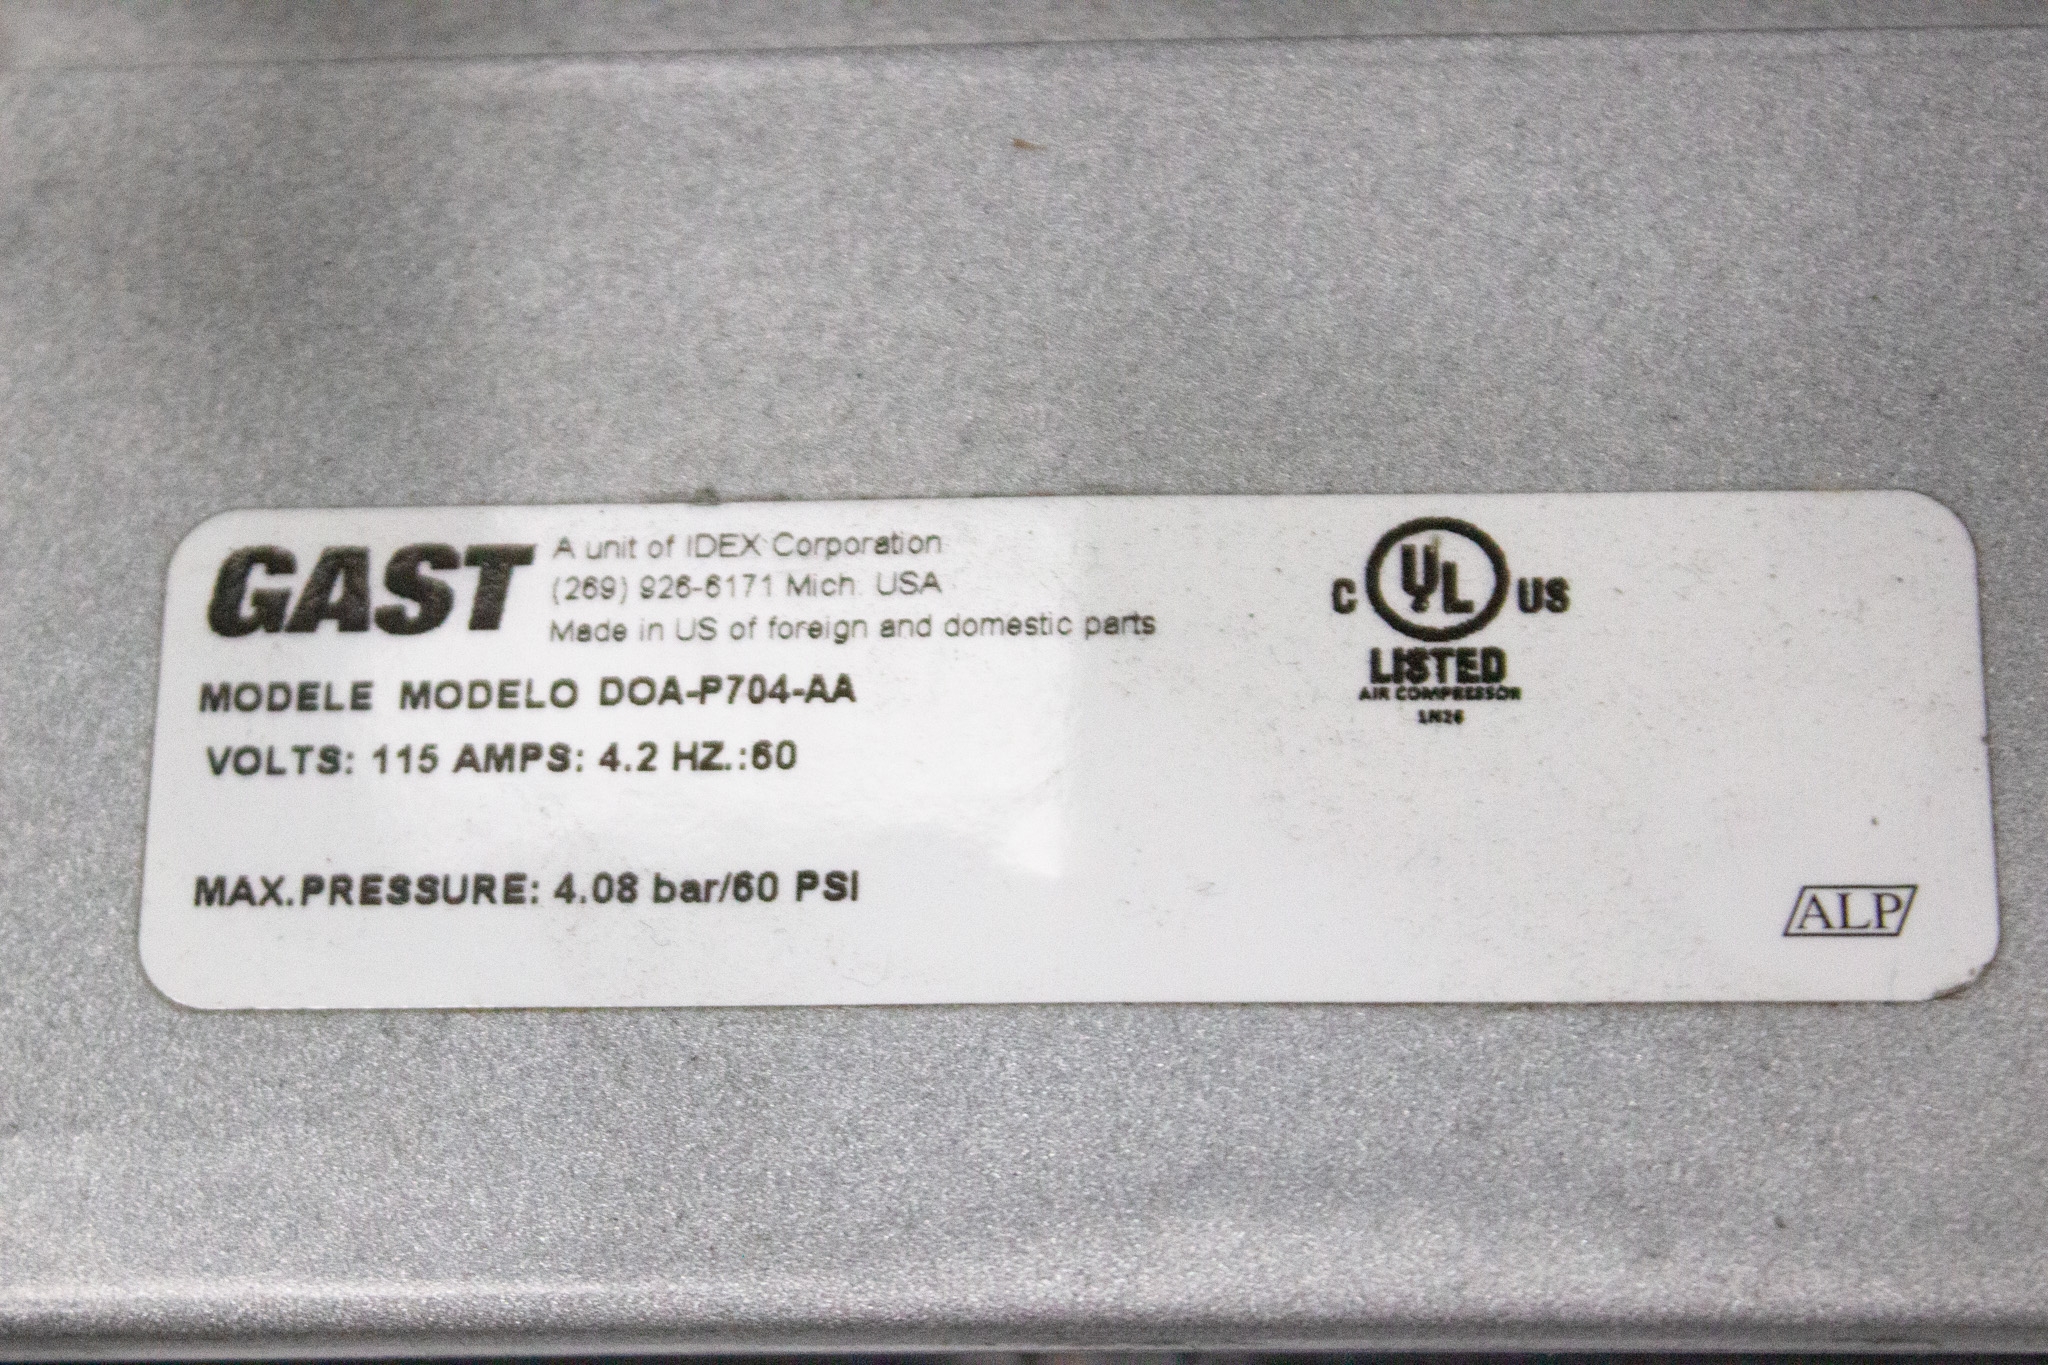 GAST
A unit of IDEX Corporation
(269) 926-6171 Mich. USA
Made in US of foreign and domestic parts
MODELE MODELO DOA-P704-AA
VOLTS: 115 AMPS: 4.2 HZ.:60
MAX.PRESSURE: 4.08 bar/60 PSI
C UL US
LISTED
AIR COMPRESSOR
1N26
ALP